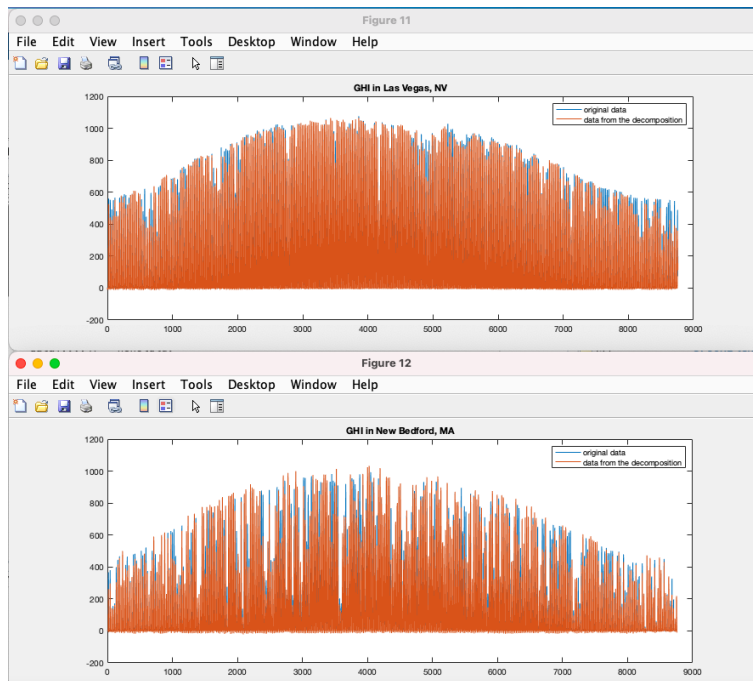 Figure 11
File Edit View Insert Tools Desktop Window Help
GHI in Las Vegas, NV
original data
data from the decomposition
1200
1000
800
600
400
200
0
-200
0 1000 2000 3000 4000 5000 6000 7000 8000 9000
Figure 12
File Edit View Insert Tools Desktop Window Help
GHI in New Bedford, MA
original data
data from the decomposition
1200
1000
800
600
400
200
0
-200
0 1000 2000 3000 4000 5000 6000 7000 8000 9000